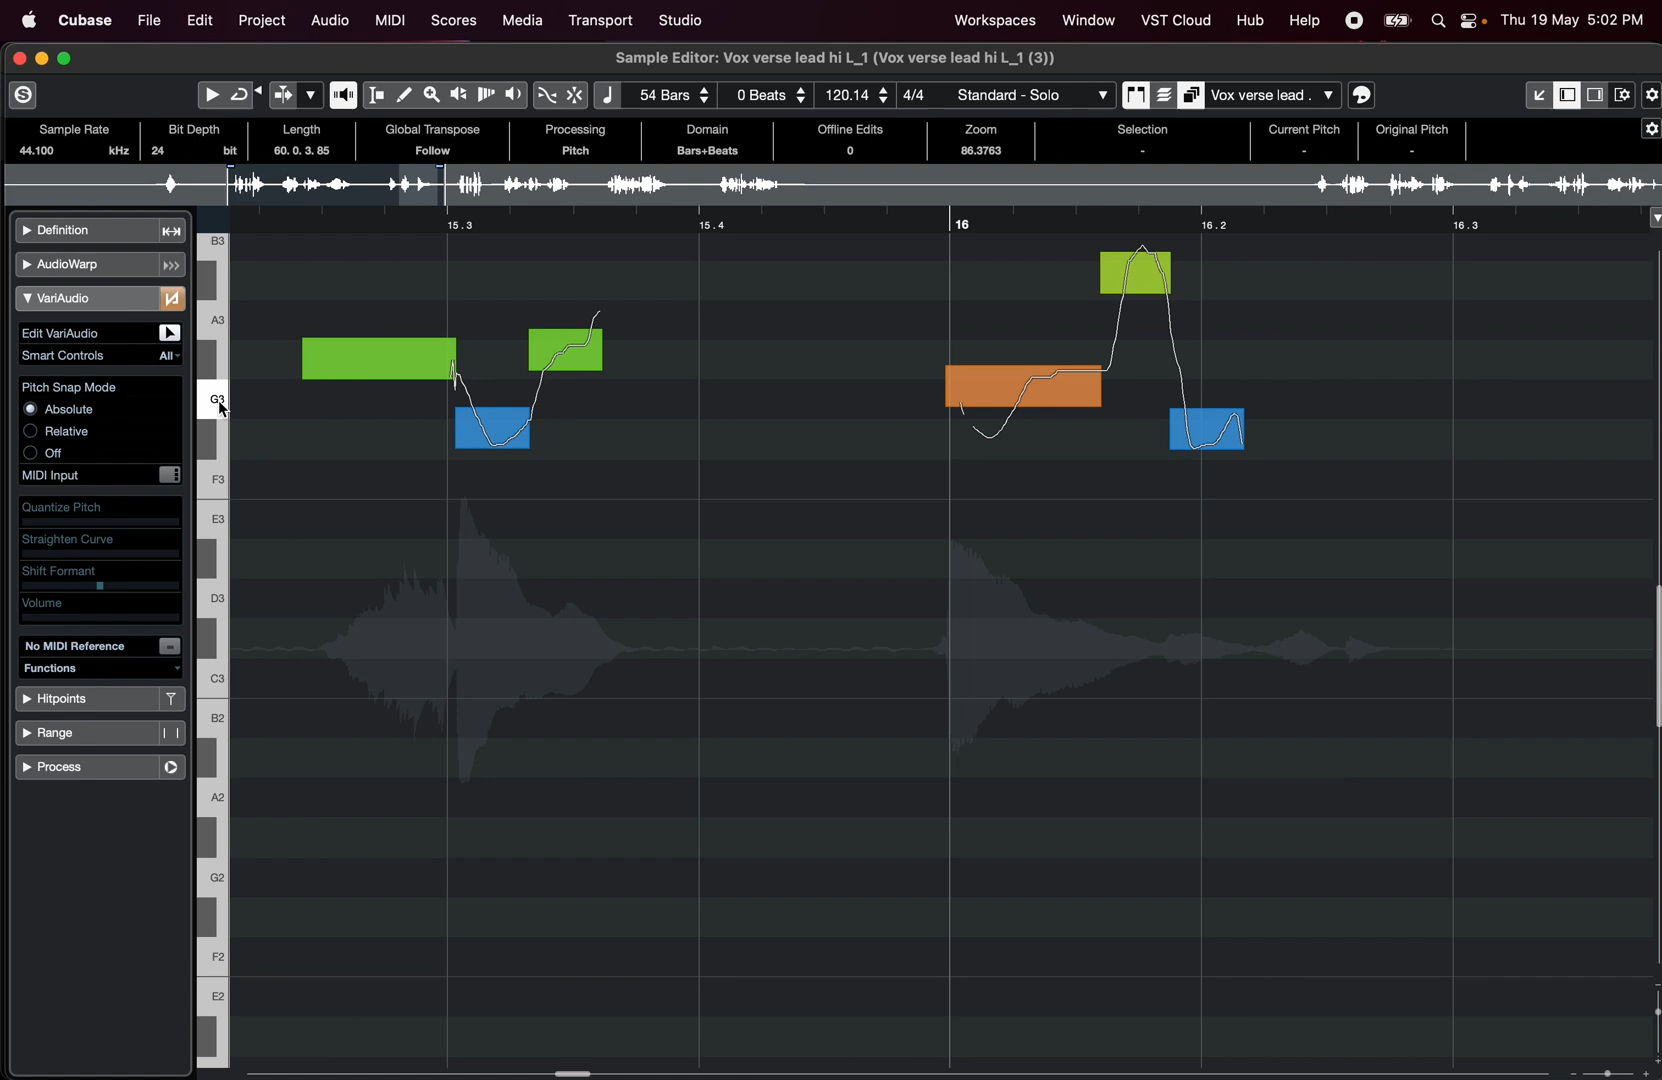 Cubase File Edit Project Audio MIDI Scores Media Transport Studio Workspaces Window VST Cloud Hub Help Thu 19 May 5:02 PM
Sample Editor: Vox verse lead hi L_1 (Vox verse lead hi L_1 (3))
54 Bars 0 Beats 120.14 4/4 Standard - Solo Vox verse lead .
Sample Rate Bit Depth Length Global Transpose Processing Domain Offline Edits Zoom Selection Current Pitch Original Pitch
44.100 kHz 24 bit 60. 0. 3. 85 Follow Pitch Bars+Beats 0 86.3763 - - -
15.3 15.4 16 16.2 16.3
Definition
AudioWarp
VariAudio
Edit VariAudio
Smart Controls All
Pitch Snap Mode
Absolute
Relative
Off
MIDI Input
Quantize Pitch
Straighten Curve
Shift Formant
Volume
No MIDI Reference
Functions
Hitpoints
Range
Process
B3
A3
G3
F3
E3
D3
C3
B2
A2
G2
F2
E2